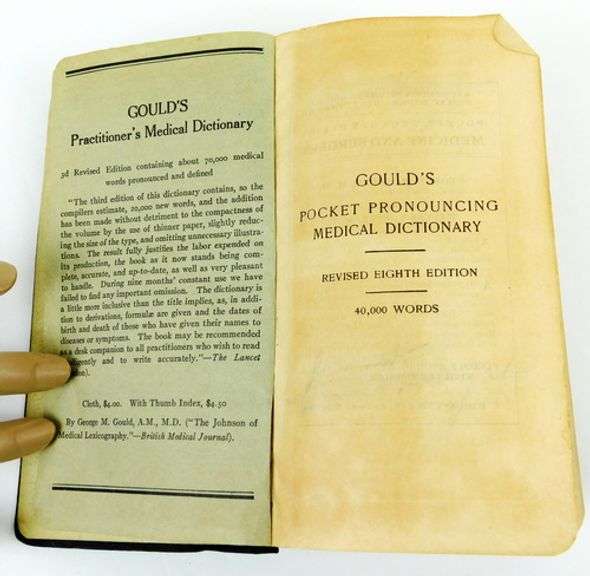 GOULD'S
Practitioner's Medical Dictionary
3d Revised Edition containing about 70,000 medical
words pronounced and defined
"The third edition of this dictionary contains, so the
compilers estimate, 20,000 new words, and the addition
has been made without detriment to the compactness of
the volume by the use of thinner paper, slightly reduc-
ing the size of the type, and omitting unnecessary illustra-
tions. The result fully justifies the labor expended on
its production, the book as it now stands being com-
plete, accurate, and up-to-date, as well as very pleasant
to handle. During nine months' constant use we have
failed to find any important omission. The dictionary is
a little more inclusive than the title implies, as, in addi-
tion to derivations, formulæ are given and the dates of
birth and death of those who have given their names to
diseases or symptoms. The book may be recommended
as a desk companion to all practitioners who wish to read
and to write accurately."—The Lancet
Cloth, $4.00. With Thumb Index, $4.50
By George M. Gould, A.M., M.D. ("The Johnson of
Medical Lexicography."—British Medical Journal).
GOULD'S
POCKET PRONOUNCING
MEDICAL DICTIONARY
REVISED EIGHTH EDITION
40,000 WORDS